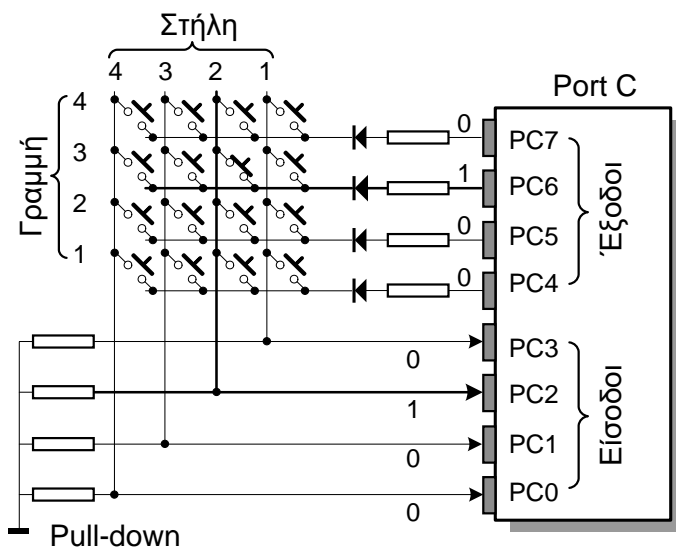 Στήλη
4 3 2 1
Port C
Γραμμή
4
3
2
1
0 PC7
1 PC6
0 PC5
0 PC4
Έξοδοι
0 PC3
1 PC2
0 PC1
0 PC0
Είσοδοι
Pull-down